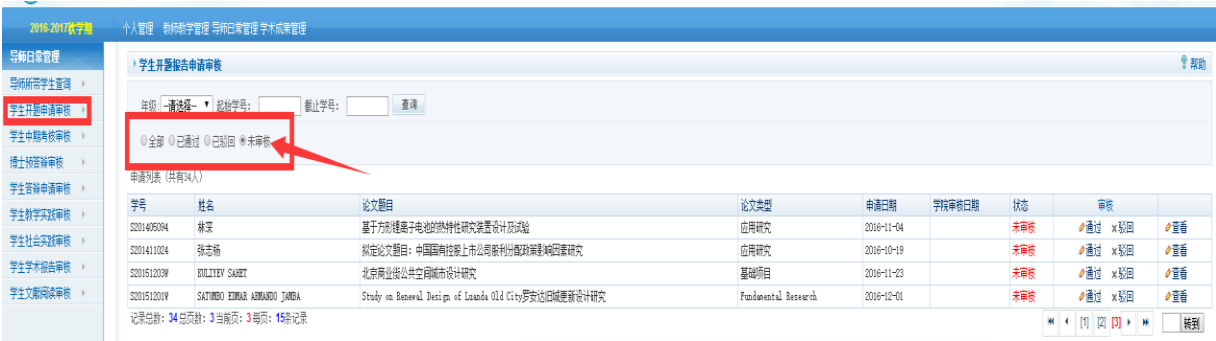 2016-2017秋学期 个人管理 教师教学管理 导师日常管理 学术成果管理
导师日常管理
导师所带学生查询
学生开题申请审核
学生中期考核审核
博士预答辩审核
学生答辩申请审核
学生教学实践审核
学生社会实践审核
学生学术报告审核
学生文献阅读审核
学生开题报告申请审核 帮助
年级: --请选择-- 起始学号: 截止学号: 查询
全部 已通过 已驳回 未审核
申请列表 (共有34人)
学号 姓名 论文题目 论文类型 申请日期 学院审核日期 状态 审核
S201405094 林深 基于方形锂离子电池的热特性研究装置设计及试验 应用研究 2016-11-04 未审核 通过 驳回 查看
S201411024 张志杨 拟定论文题目：中国国有控股上市公司股利分配政策影响因素研究 应用研究 2016-10-19 未审核 通过 驳回 查看
S20151203W KULIYEV SAHET 北京商业街公共空间城市设计研究 基础项目 2016-11-23 未审核 通过 驳回 查看
S20151201W Study on Renewal Design of Luanda Old City罗安达旧城更新设计研究 Fundamental Research 2016-12-01 未审核 通过 驳回 查看
记录总数: 34 总页数: 3 当前页: 3 每页: 15条记录 [1] [2] [3] 转到